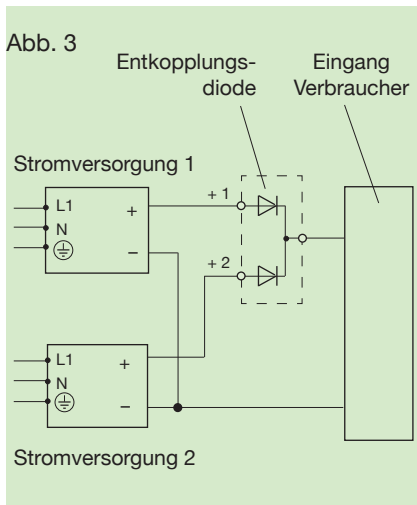 Abb. 3
Entkopplungs-
diode
Eingang
Verbraucher
Stromversorgung 1
L1
N
+
–
+ 1
+ 2
L1
N
+
–
Stromversorgung 2